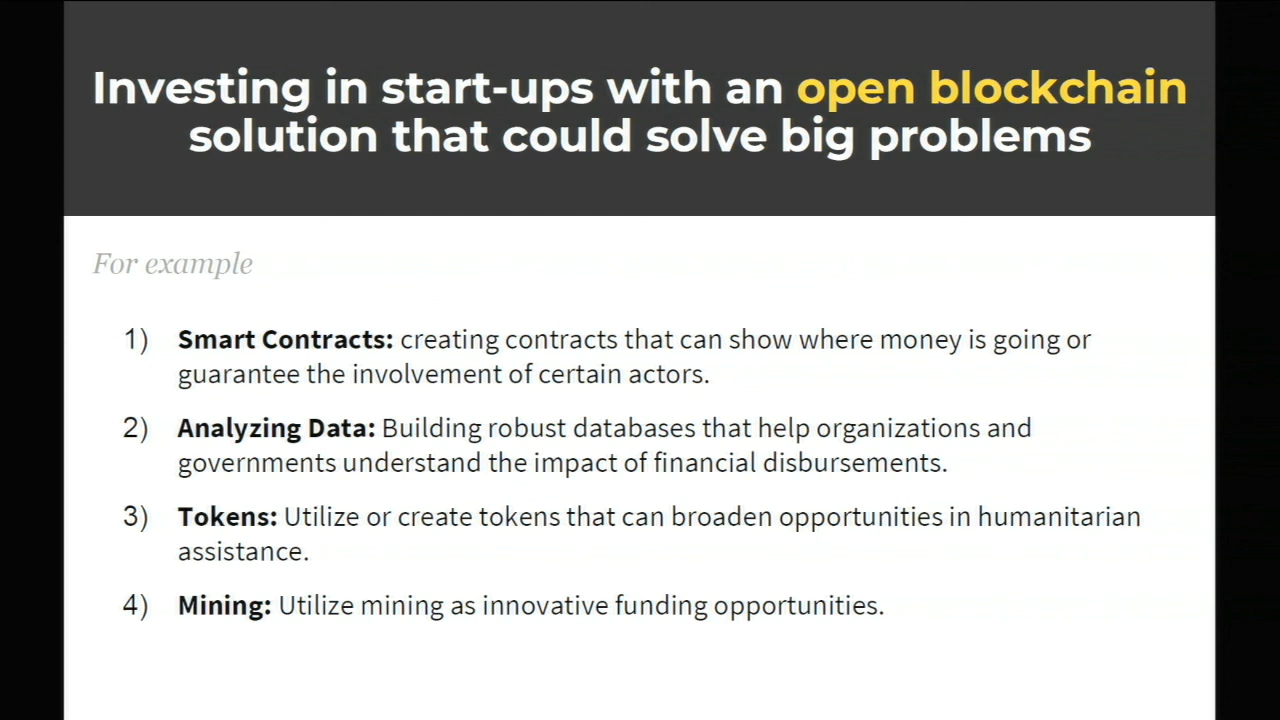 Investing in start-ups with an open blockchain
solution that could solve big problems
For example
1) Smart Contracts: creating contracts that can show where money is going or
guarantee the involvement of certain actors.
2) Analyzing Data: Building robust databases that help organizations and
governments understand the impact of financial disbursements.
3) Tokens: Utilize or create tokens that can broaden opportunities in humanitarian
assistance.
4) Mining: Utilize mining as innovative funding opportunities.